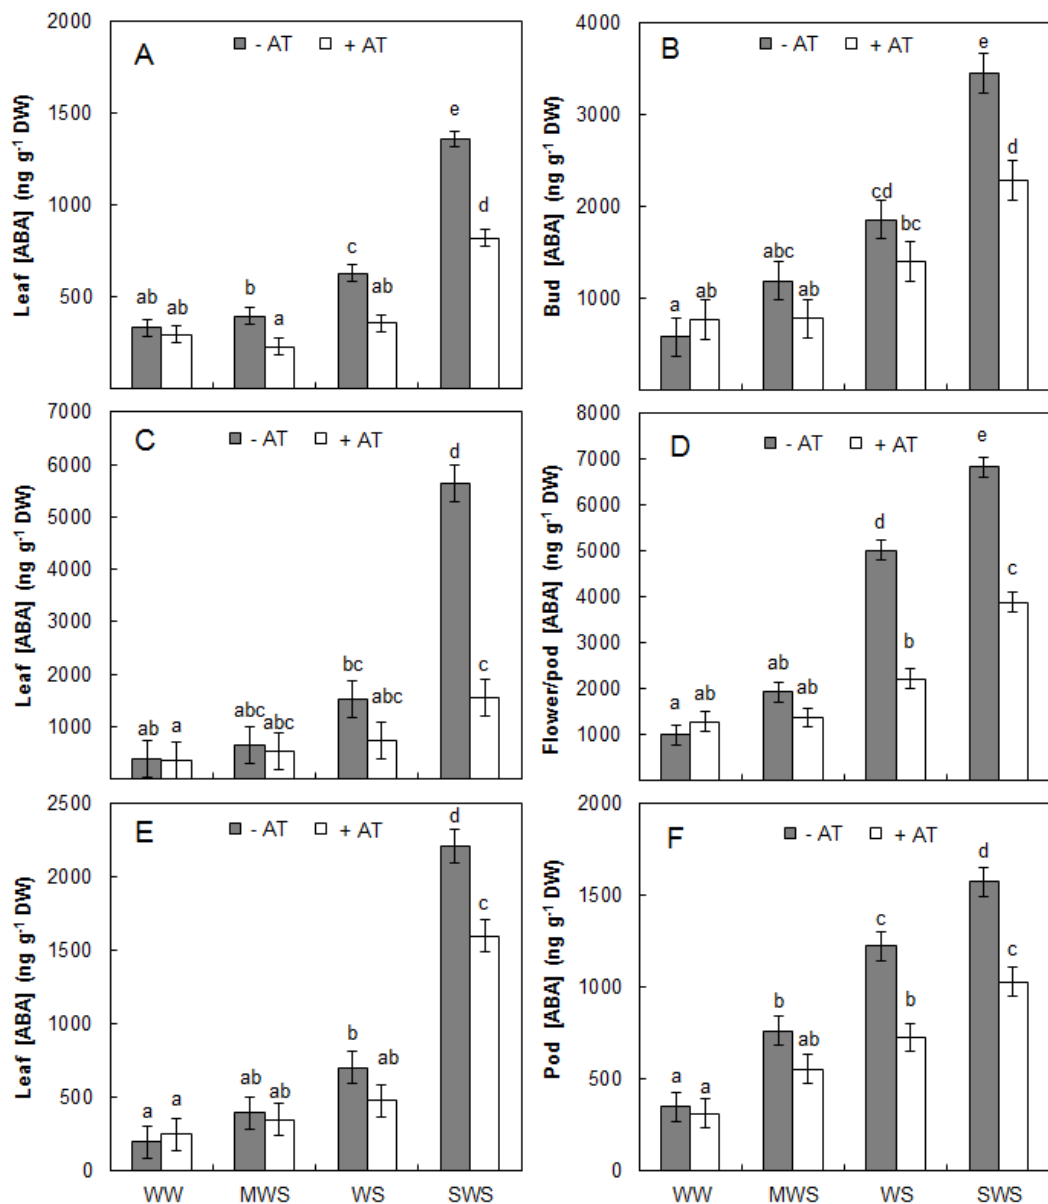 A
- AT + AT
2000
1500
1000
500
Leaf [ABA] (ng g⁻¹ DW)
ab ab b a c ab e d
B
- AT + AT
4000
3000
2000
1000
Bud [ABA] (ng g⁻¹ DW)
a ab abc ab cd bc e d
C
- AT + AT
7000
6000
5000
4000
3000
2000
1000
Leaf [ABA] (ng g⁻¹ DW)
ab a abc abc bc abc d c
D
- AT + AT
8000
7000
6000
5000
4000
3000
2000
1000
Flower/pod [ABA] (ng g⁻¹ DW)
a ab ab ab d b e c
E
- AT + AT
2500
2000
1500
1000
500
0
Leaf [ABA] (ng g⁻¹ DW)
a a ab ab b ab d c
WW MWS WS SWS
F
- AT + AT
2000
1500
1000
500
0
Pod [ABA] (ng g⁻¹ DW)
a a b ab c b d c
WW MWS WS SWS